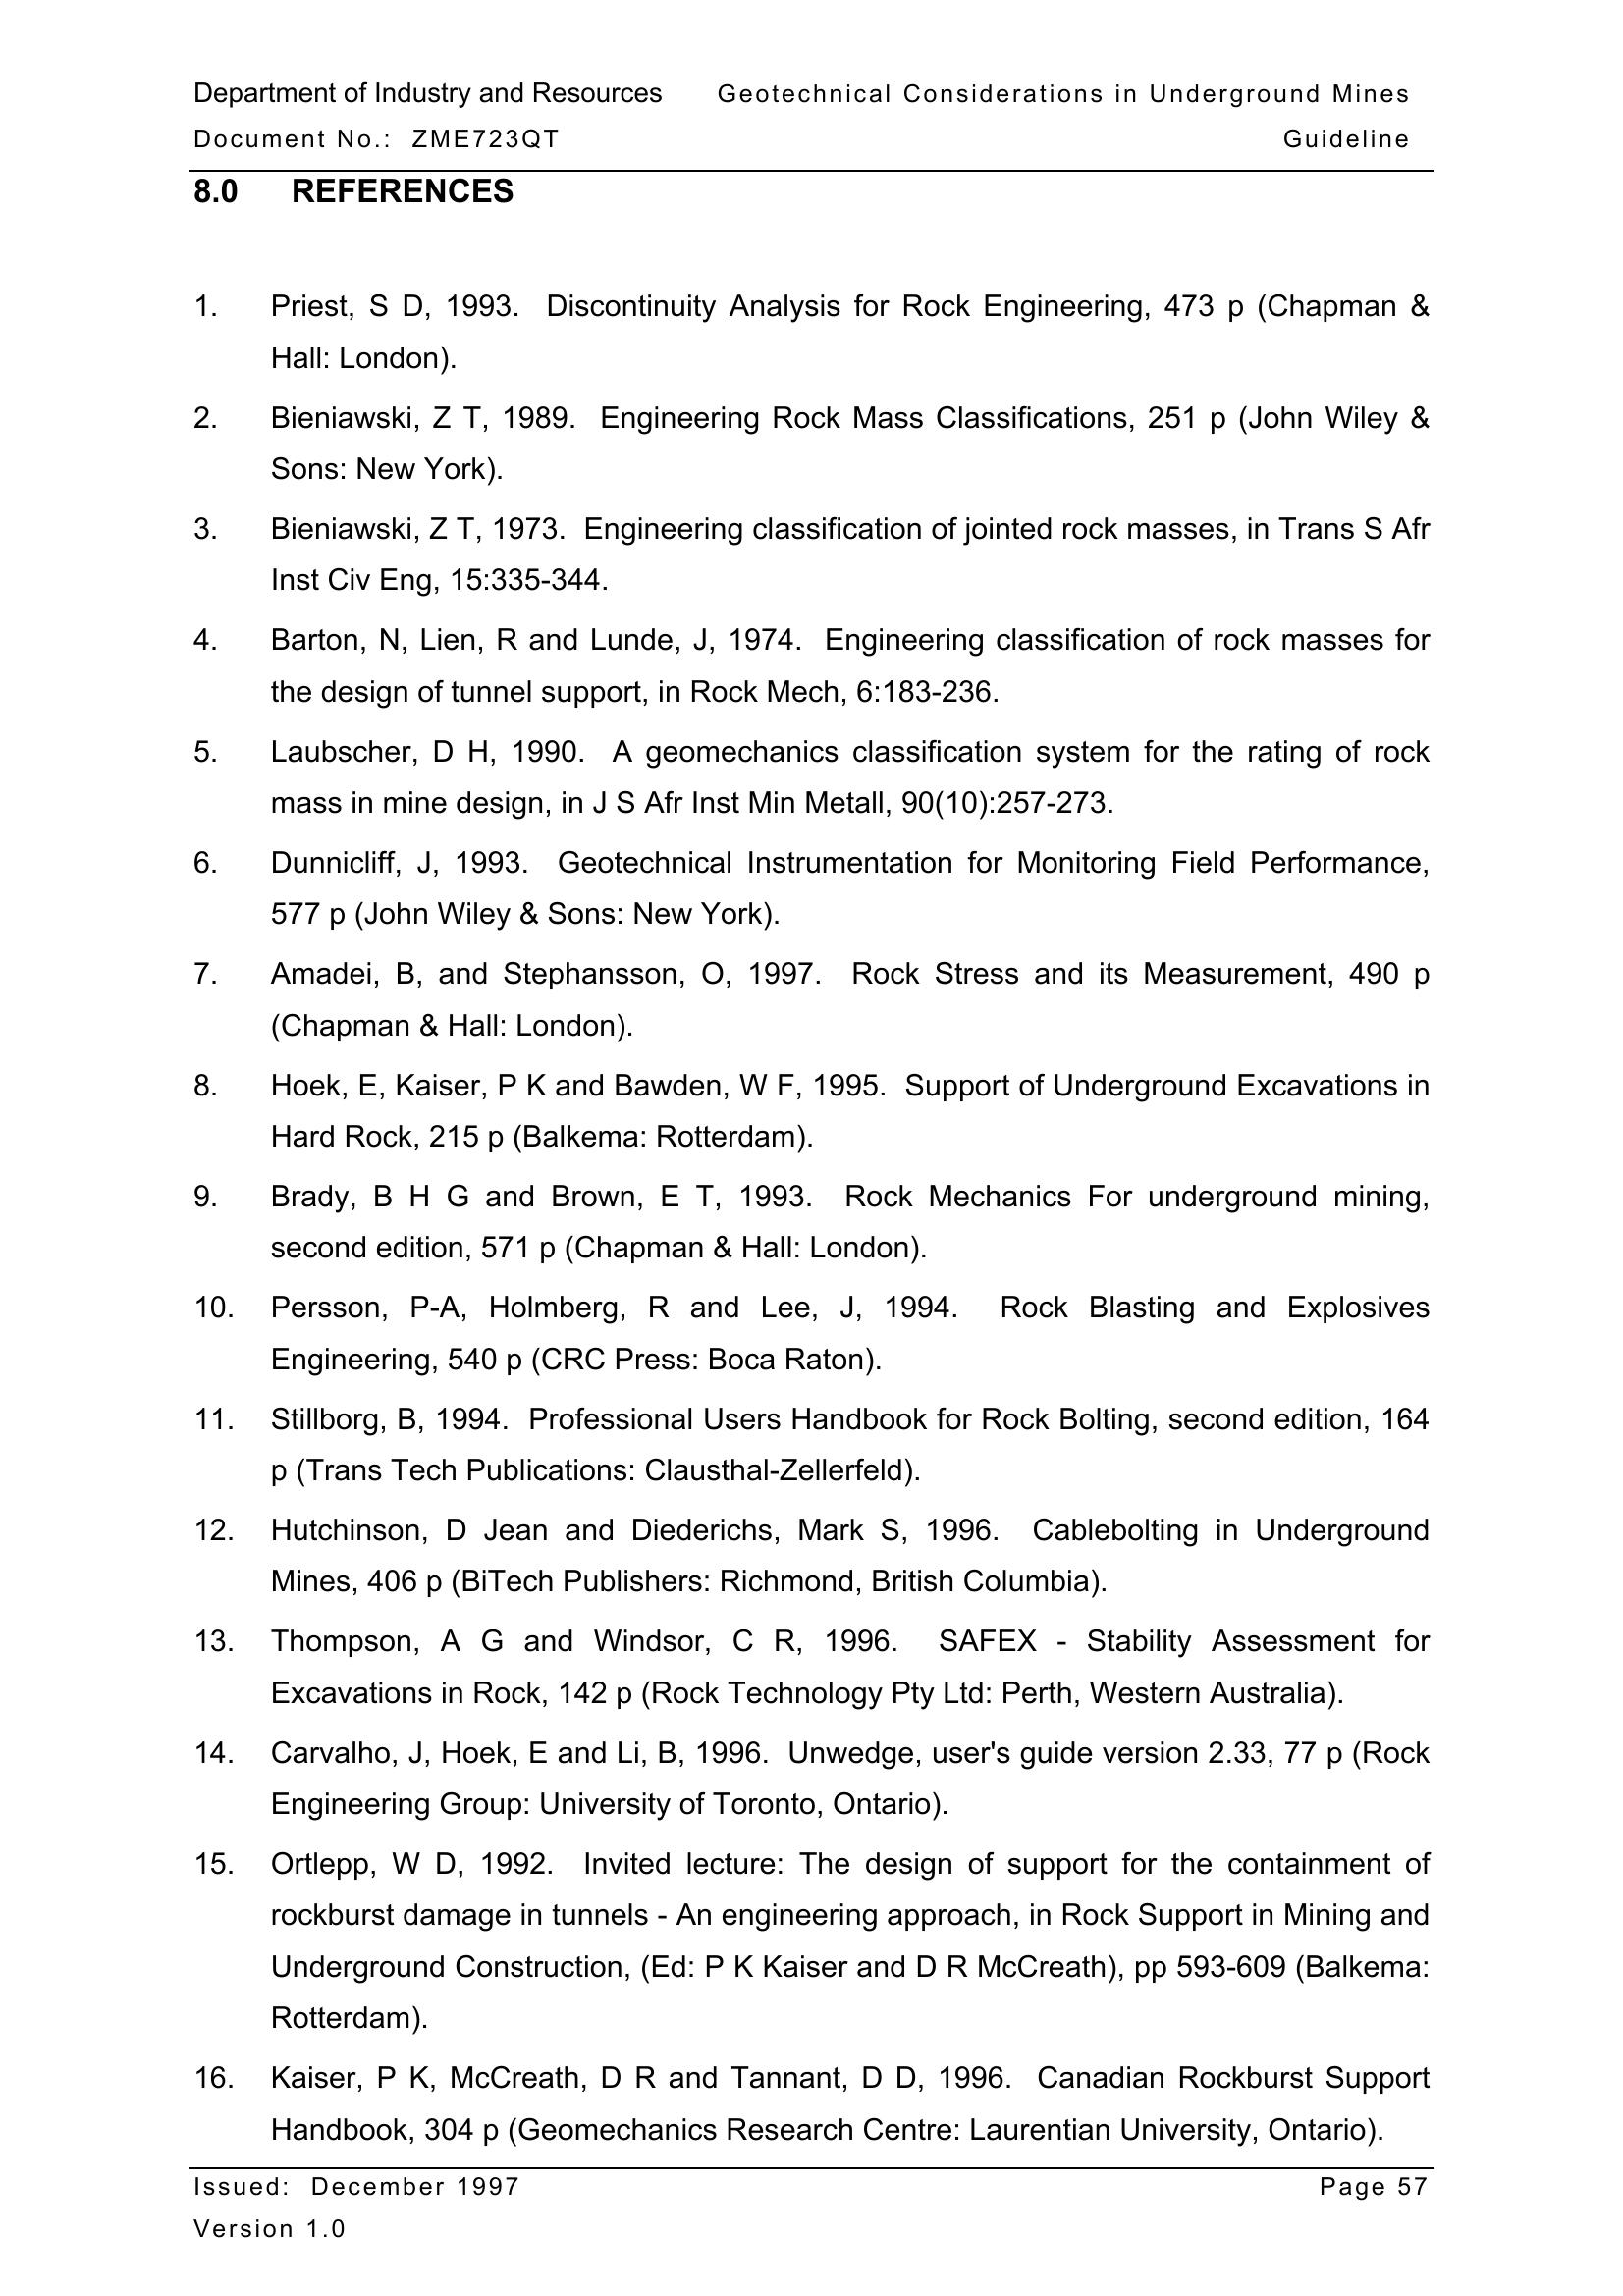 Department of Industry and Resources Geotechnical Considerations in Underground Mines
Document No.: ZME723QT Guideline
8.0 REFERENCES
1. Priest, S D, 1993. Discontinuity Analysis for Rock Engineering, 473 p (Chapman &
Hall: London).
2. Bieniawski, Z T, 1989. Engineering Rock Mass Classifications, 251 p (John Wiley &
Sons: New York).
3. Bieniawski, Z T, 1973. Engineering classification of jointed rock masses, in Trans S Afr
Inst Civ Eng, 15:335-344.
4. Barton, N, Lien, R and Lunde, J, 1974. Engineering classification of rock masses for
the design of tunnel support, in Rock Mech, 6:183-236.
5. Laubscher, D H, 1990. A geomechanics classification system for the rating of rock
mass in mine design, in J S Afr Inst Min Metall, 90(10):257-273.
6. Dunnicliff, J, 1993. Geotechnical Instrumentation for Monitoring Field Performance,
577 p (John Wiley & Sons: New York).
7. Amadei, B, and Stephansson, O, 1997. Rock Stress and its Measurement, 490 p
(Chapman & Hall: London).
8. Hoek, E, Kaiser, P K and Bawden, W F, 1995. Support of Underground Excavations in
Hard Rock, 215 p (Balkema: Rotterdam).
9. Brady, B H G and Brown, E T, 1993. Rock Mechanics For underground mining,
second edition, 571 p (Chapman & Hall: London).
10. Persson, P-A, Holmberg, R and Lee, J, 1994. Rock Blasting and Explosives
Engineering, 540 p (CRC Press: Boca Raton).
11. Stillborg, B, 1994. Professional Users Handbook for Rock Bolting, second edition, 164
p (Trans Tech Publications: Clausthal-Zellerfeld).
12. Hutchinson, D Jean and Diederichs, Mark S, 1996. Cablebolting in Underground
Mines, 406 p (BiTech Publishers: Richmond, British Columbia).
13. Thompson, A G and Windsor, C R, 1996. SAFEX - Stability Assessment for
Excavations in Rock, 142 p (Rock Technology Pty Ltd: Perth, Western Australia).
14. Carvalho, J, Hoek, E and Li, B, 1996. Unwedge, user's guide version 2.33, 77 p (Rock
Engineering Group: University of Toronto, Ontario).
15. Ortlepp, W D, 1992. Invited lecture: The design of support for the containment of
rockburst damage in tunnels - An engineering approach, in Rock Support in Mining and
Underground Construction, (Ed: P K Kaiser and D R McCreath), pp 593-609 (Balkema:
Rotterdam).
16. Kaiser, P K, McCreath, D R and Tannant, D D, 1996. Canadian Rockburst Support
Handbook, 304 p (Geomechanics Research Centre: Laurentian University, Ontario).
Issued: December 1997 Page 57
Version 1.0